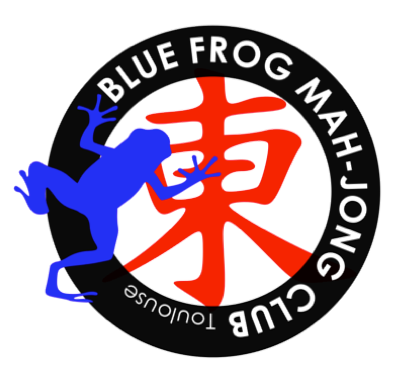 BLUE FROG MAH-JONG CLUB
Toulouse
東